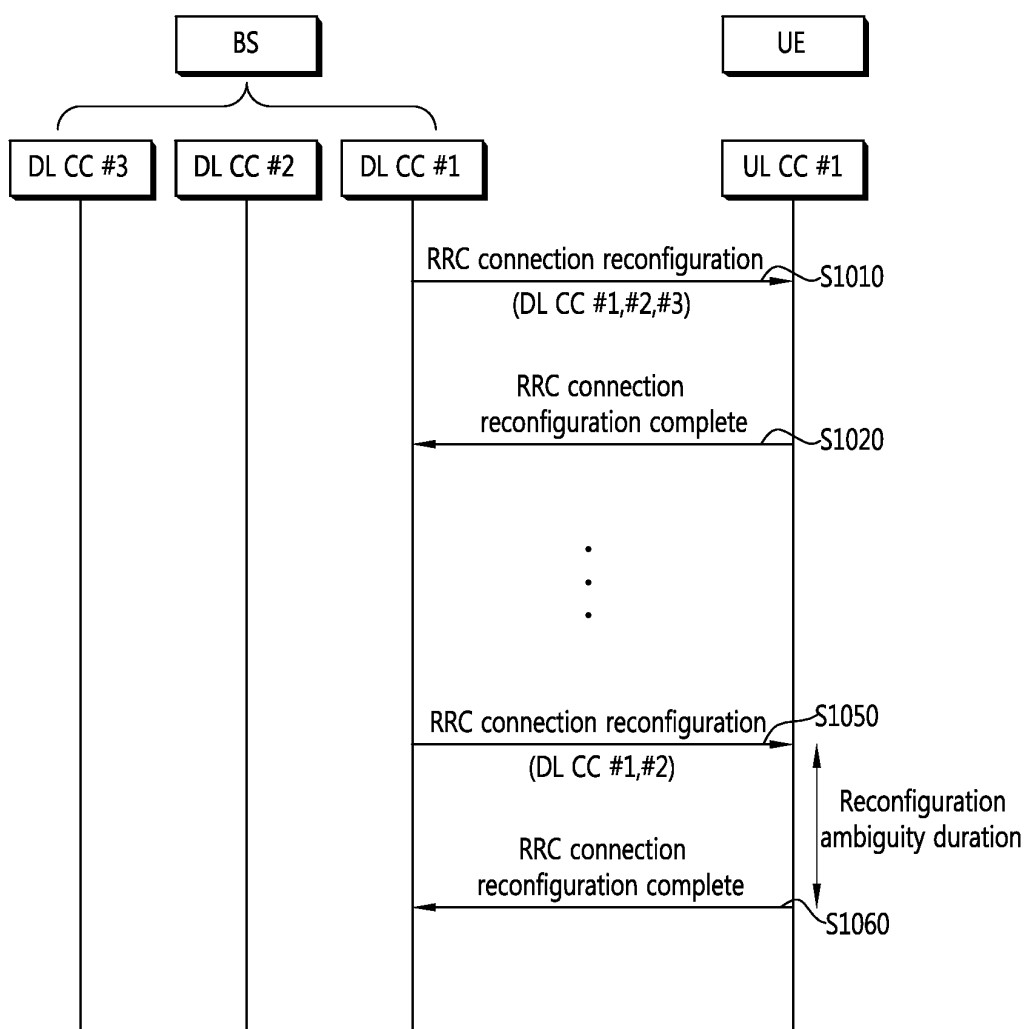 BS
UE
DL CC #3
DL CC #2
DL CC #1
UL CC #1
RRC connection reconfiguration
S1010
(DL CC #1,#2,#3)
RRC connection
reconfiguration complete
S1020
RRC connection reconfiguration
S1050
(DL CC #1,#2)
Reconfiguration
ambiguity duration
RRC connection
reconfiguration complete
S1060